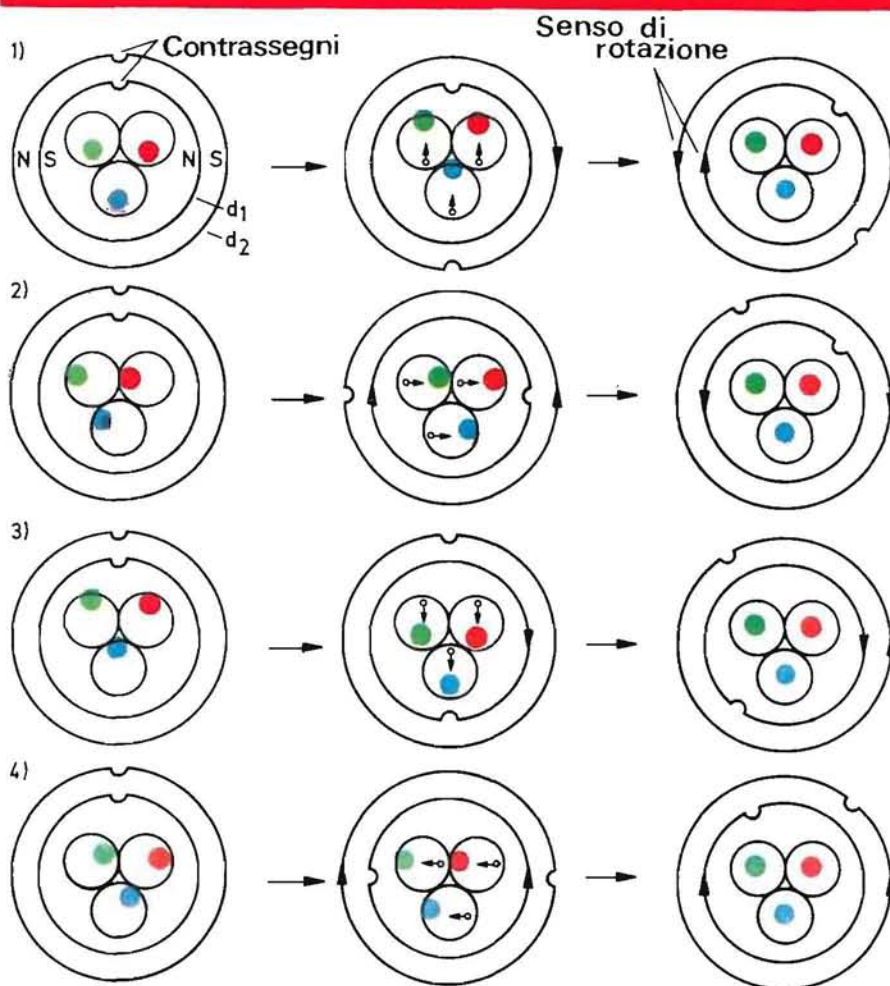 1)
Contrassegni
Senso di
rotazione
N S N S
d1
d2
2)
3)
4)